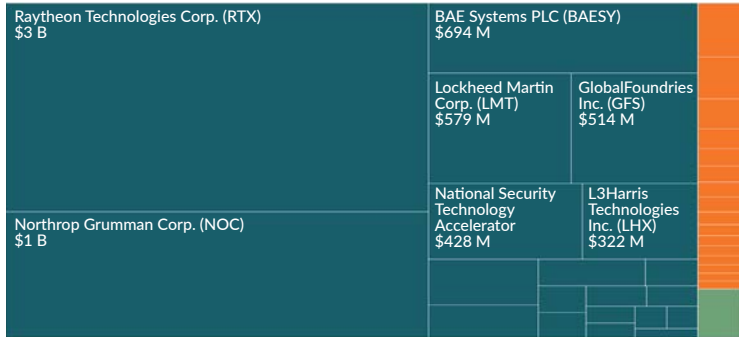 Raytheon Technologies Corp. (RTX)
$3 B
Northrop Grumman Corp. (NOC)
$1 B
BAE Systems PLC (BAESY)
$694 M
Lockheed Martin
Corp. (LMT)
$579 M
GlobalFoundries
Inc. (GFS)
$514 M
National Security
Technology
Accelerator
$428 M
L3Harris
Technologies
Inc. (LHX)
$322 M